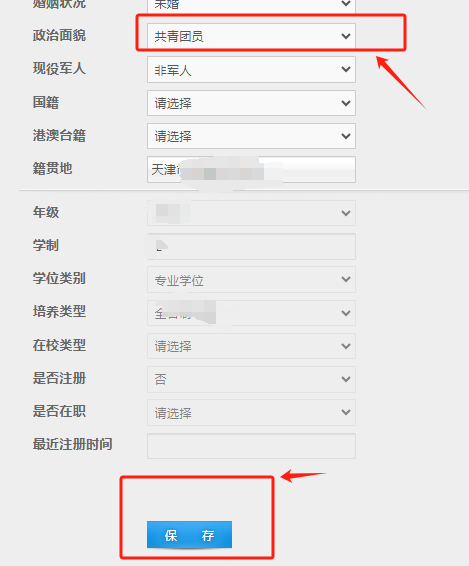 婚姻状况 未婚
政治面貌 共青团员
现役军人 非军人
国籍 请选择
港澳台籍 请选择
籍贯地 天津
年级
学制
学位类别 专业学位
培养类型
在校类型 请选择
是否注册 否
是否在职 请选择
最近注册时间
保 存